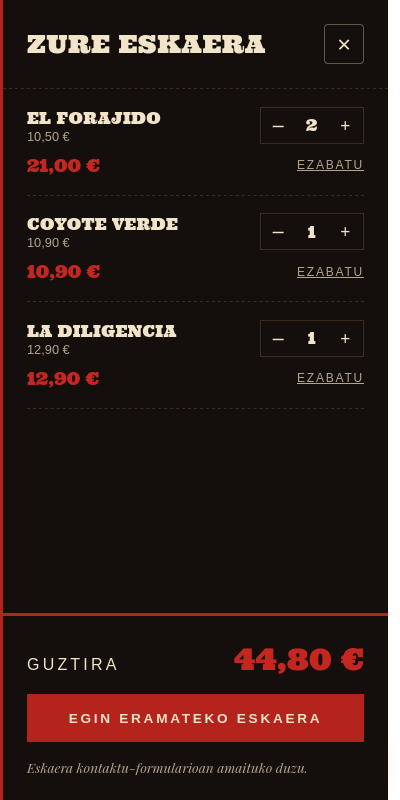 ZURE ESKAERA ✕
EL FORAJIDO
10,50 €
— 2 +
21,00 €
EZABATU
COYOTE VERDE
10,90 €
— 1 +
10,90 €
EZABATU
LA DILIGENCIA
12,90 €
— 1 +
12,90 €
EZABATU
GUZTIRA 44,80 €
EGIN ERAMATEKO ESKAERA
Eskaera kontaktu-formularioan amaituko duzu.